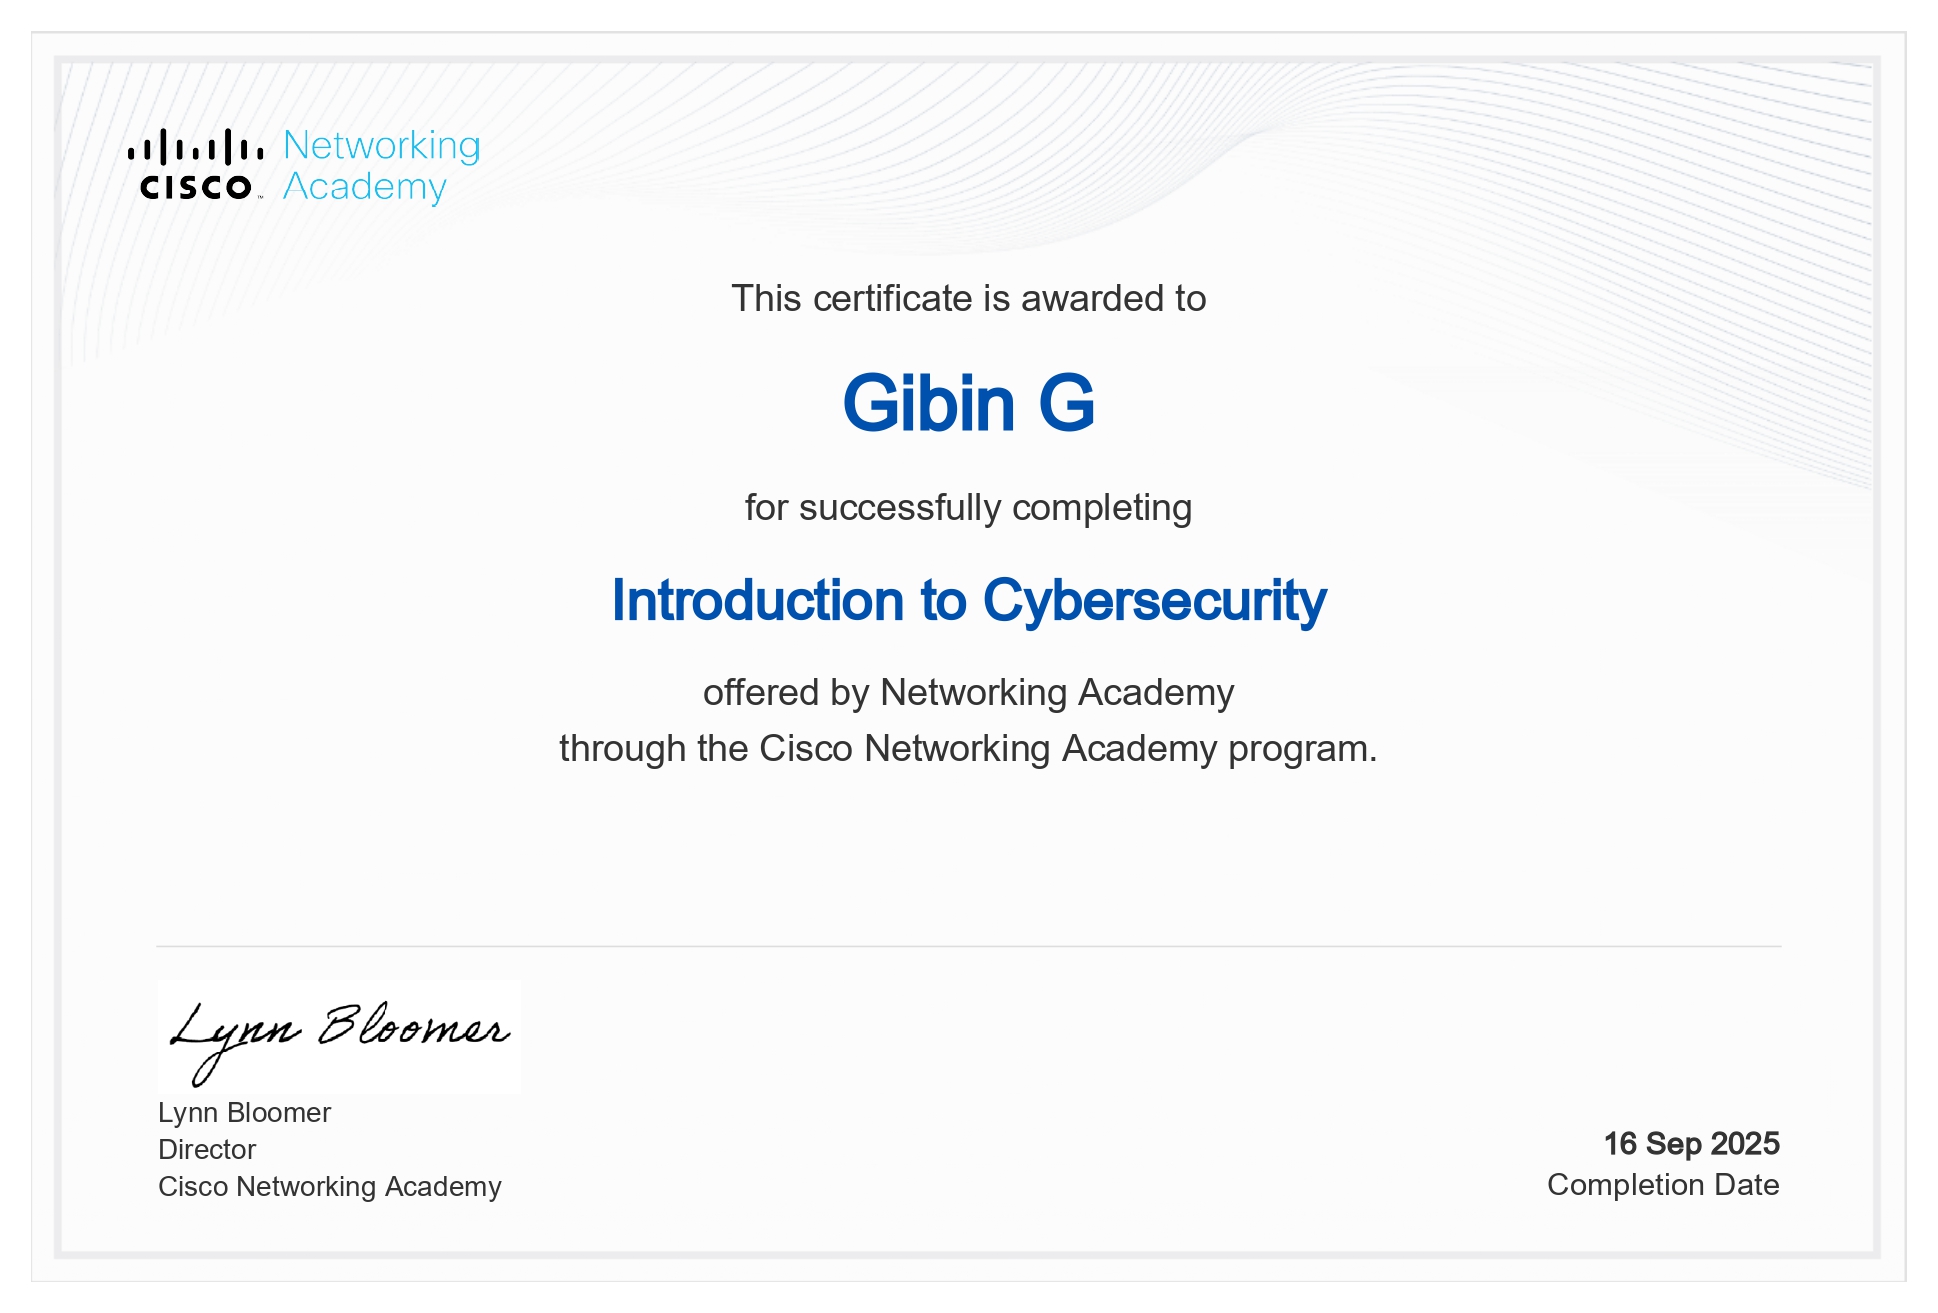 CISCO™ Networking Academy
This certificate is awarded to
Gibin G
for successfully completing
Introduction to Cybersecurity
offered by Networking Academy
through the Cisco Networking Academy program.
Lynn Bloomer
Lynn Bloomer
Director
Cisco Networking Academy
16 Sep 2025
Completion Date